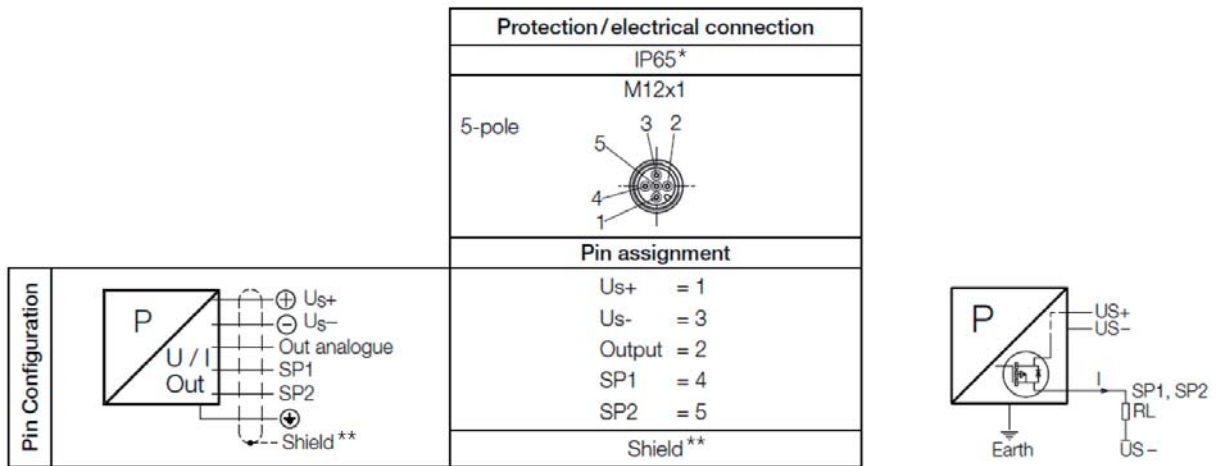 Protection/electrical connection
IP65*
M12x1
5-pole
3 2
5
4
1
Pin assignment
Pin Configuration
P
U / I
Out
Us+
Us–
Out analogue
SP1
SP2
Shield**
Us+ = 1
Us- = 3
Output = 2
SP1 = 4
SP2 = 5
Shield**
P
US+
US–
I
SP1, SP2
RL
Earth
US –